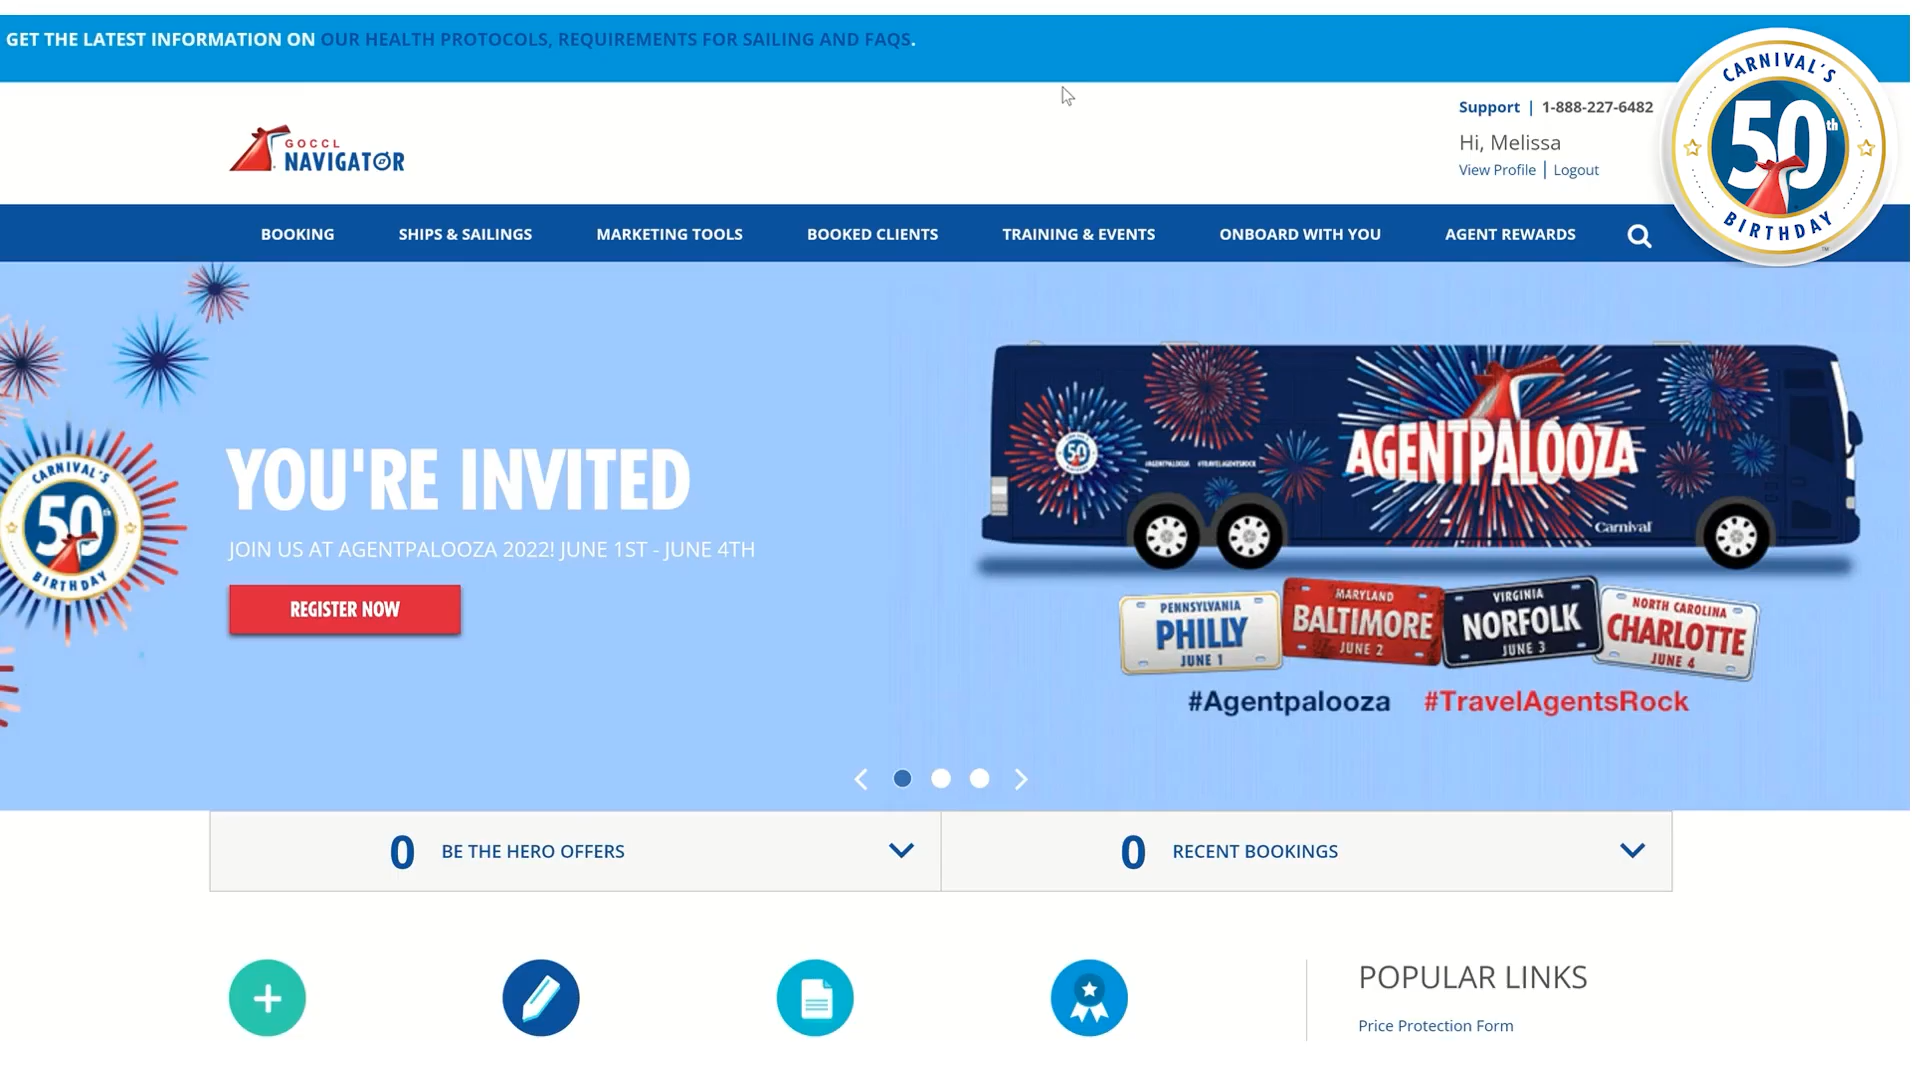 GET THE LATEST INFORMATION ON OUR HEALTH PROTOCOLS, REQUIREMENTS FOR SAILING AND FAQS.
CARNIVAL'S
50th
BIRTHDAY
Support | 1-888-227-6482
Hi, Melissa
View Profile | Logout
GOCCL
NAVIGATOR
BOOKING SHIPS & SAILINGS MARKETING TOOLS BOOKED CLIENTS TRAINING & EVENTS ONBOARD WITH YOU AGENT REWARDS
CARNIVAL'S
50th
BIRTHDAY
YOU'RE INVITED
JOIN US AT AGENTPALOOZA 2022! JUNE 1ST - JUNE 4TH
REGISTER NOW
50
#AGENTPALOOZA #TRAVELAGENTSROCK
AGENTPALOOZA
Carnival
PENNSYLVANIA
PHILLY
JUNE 1
MARYLAND
BALTIMORE
JUNE 2
VIRGINIA
NORFOLK
JUNE 3
NORTH CAROLINA
CHARLOTTE
JUNE 4
#Agentpalooza #TravelAgentsRock
0 BE THE HERO OFFERS
0 RECENT BOOKINGS
POPULAR LINKS
Price Protection Form